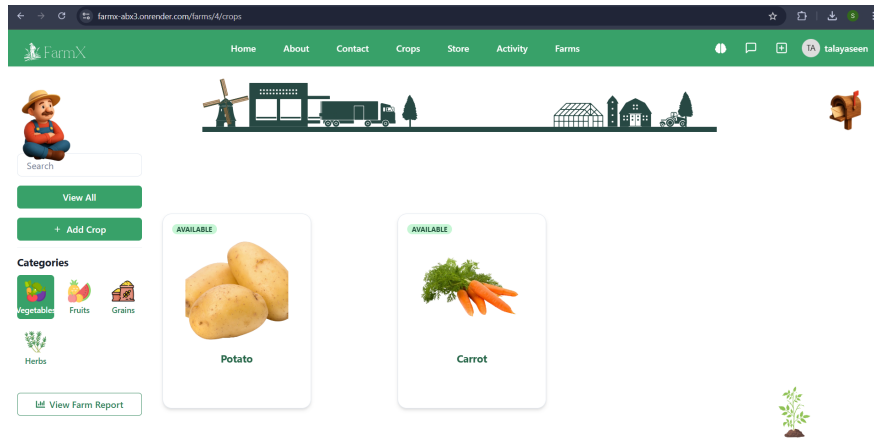 farmx-abx3.onrender.com/farms/4/crops
S
FarmX
Home About Contact Crops Store Activity Farms
TA talayaseen
Search
View All
+ Add Crop
AVAILABLE AVAILABLE
Categories
Vegetables Fruits Grains
Herbs
Potato Carrot
View Farm Report